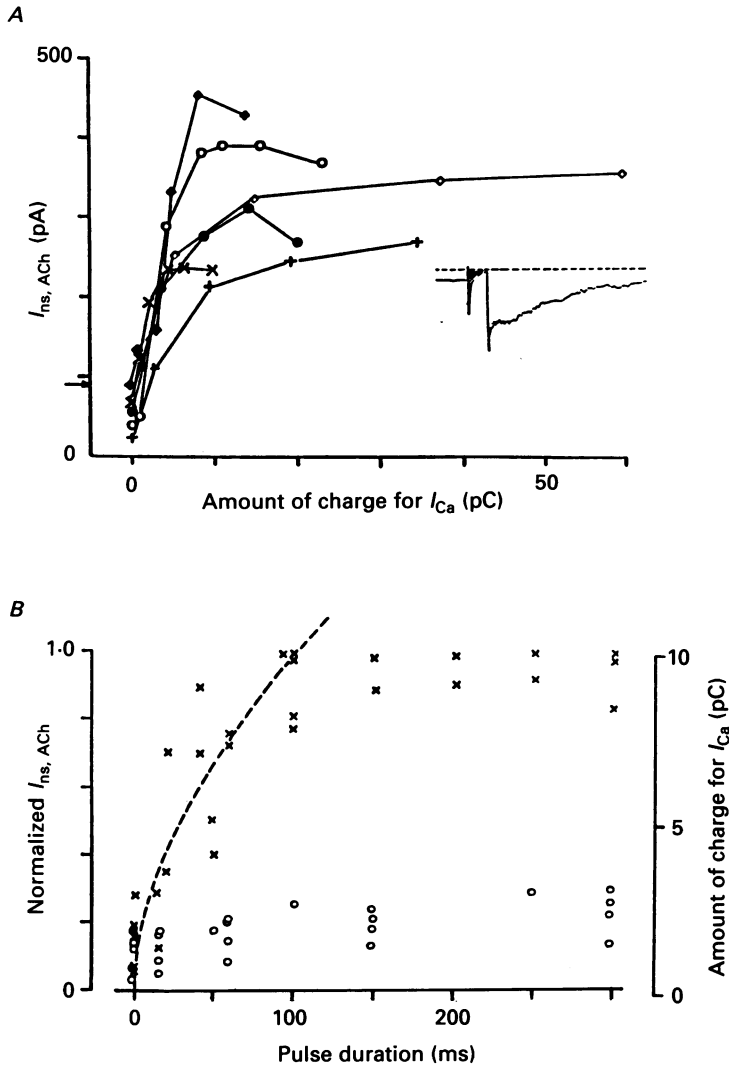 A
500
I_ns, ACh (pA)
0
0
50
Amount of charge for I_Ca (pC)
B
1·0
Normalized I_ns, ACh
0
10
5
0
Amount of charge for I_Ca (pC)
0
100
200
Pulse duration (ms)